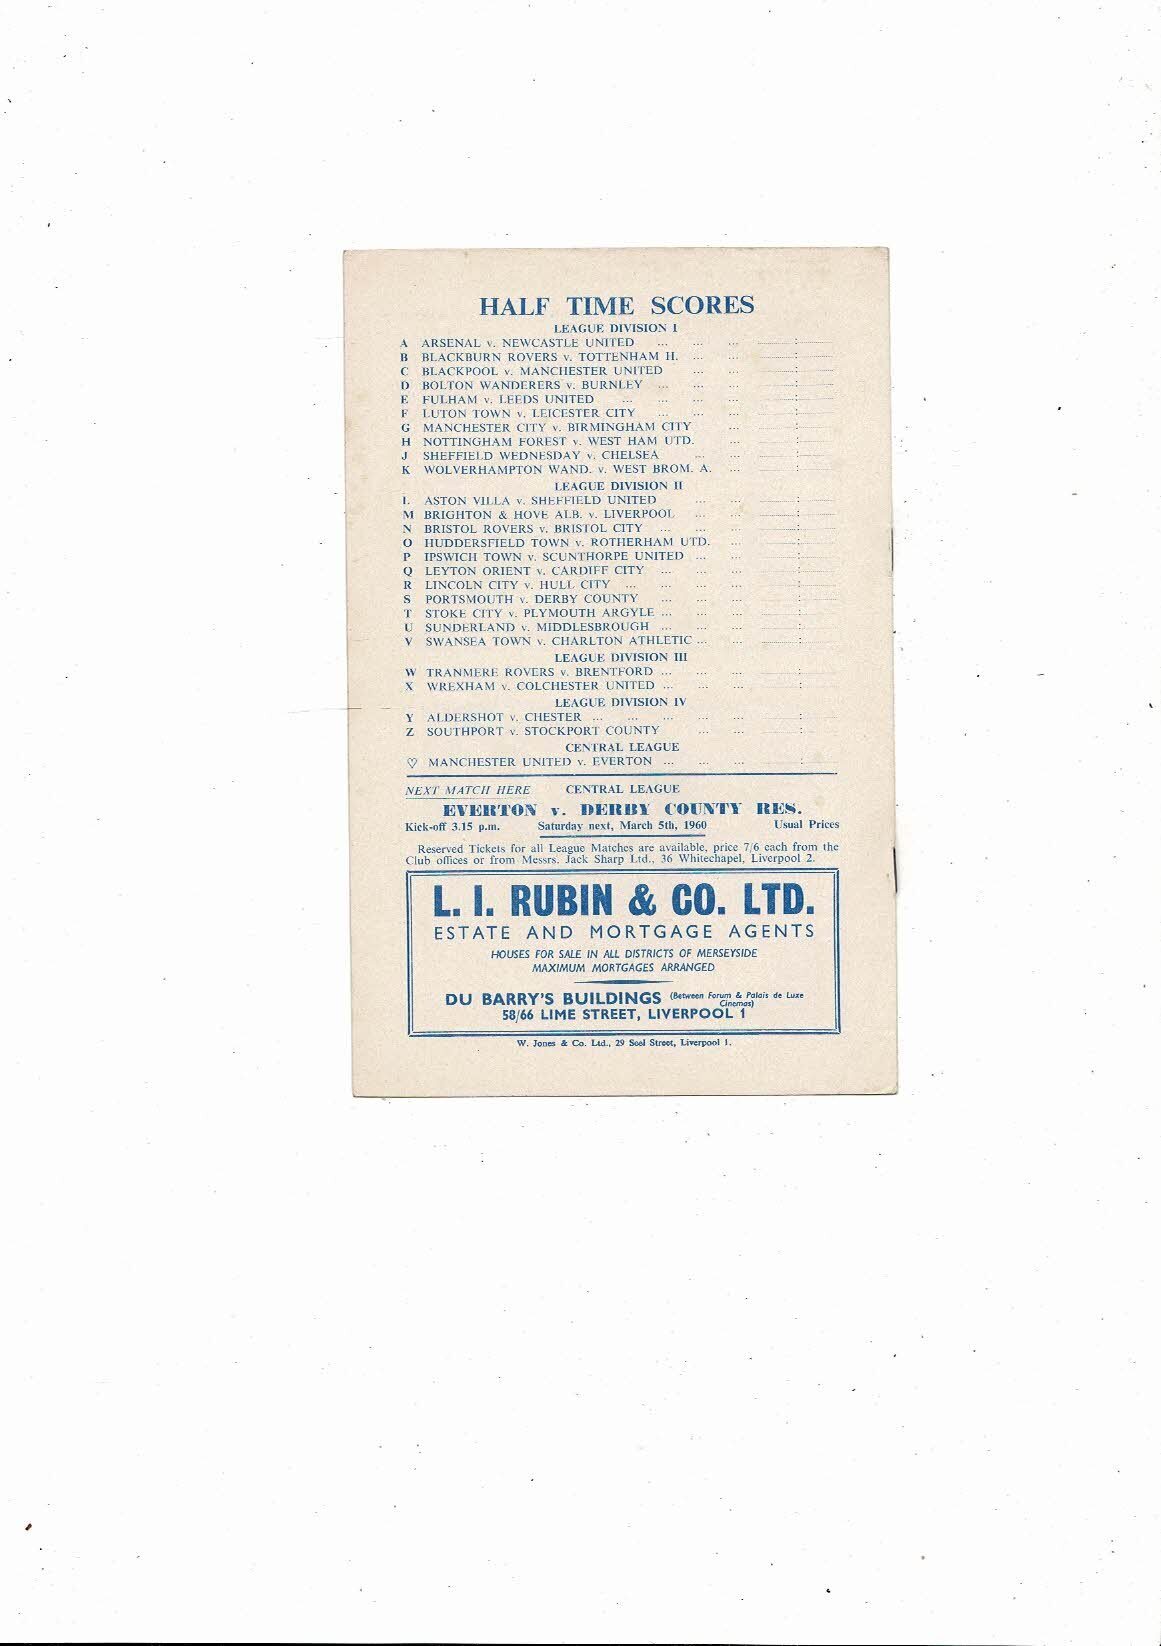 HALF TIME SCORES
LEAGUE DIVISION I
A ARSENAL v. NEWCASTLE UNITED ... ... ... :
B BLACKBURN ROVERS v. TOTTENHAM H. ... ... :
C BLACKPOOL v. MANCHESTER UNITED ... ... :
D BOLTON WANDERERS v. BURNLEY ... ... ... :
E FULHAM v. LEEDS UNITED ... ... ... ... :
F LUTON TOWN v. LEICESTER CITY ... ... ... :
G MANCHESTER CITY v. BIRMINGHAM CITY ... :
H NOTTINGHAM FOREST v. WEST HAM UTD. ... :
J SHEFFIELD WEDNESDAY v. CHELSEA ... ... :
K WOLVERHAMPTON WAND. v. WEST BROM. A. ... :
LEAGUE DIVISION II
L ASTON VILLA v. SHEFFIELD UNITED ... ... :
M BRIGHTON & HOVE ALB. v. LIVERPOOL ... ... :
N BRISTOL ROVERS v. BRISTOL CITY ... ... ... :
O HUDDERSFIELD TOWN v. ROTHERHAM UTD. ... :
P IPSWICH TOWN v. SCUNTHORPE UNITED ... ... :
Q LEYTON ORIENT v. CARDIFF CITY ... ... ... :
R LINCOLN CITY v. HULL CITY ... ... ... ... :
S PORTSMOUTH v. DERBY COUNTY ... ... ... :
T STOKE CITY v. PLYMOUTH ARGYLE ... ... ... :
U SUNDERLAND v. MIDDLESBROUGH ... ... ... :
V SWANSEA TOWN v. CHARLTON ATHLETIC ... ... :
LEAGUE DIVISION III
W TRANMERE ROVERS v. BRENTFORD ... ... ... :
X WREXHAM v. COLCHESTER UNITED ... ... ... :
LEAGUE DIVISION IV
Y ALDERSHOT v. CHESTER ... ... ... ... ... :
Z SOUTHPORT v. STOCKPORT COUNTY ... ... :
CENTRAL LEAGUE
♡ MANCHESTER UNITED v. EVERTON ... ... ... :
NEXT MATCH HERE CENTRAL LEAGUE
EVERTON v. DERBY COUNTY RES.
Kick-off 3.15 p.m. Saturday next, March 5th, 1960 Usual Prices
Reserved Tickets for all League Matches are available, price 7/6 each from the
Club offices or from Messrs. Jack Sharp Ltd., 36 Whitechapel, Liverpool 2.
L. I. RUBIN & CO. LTD.
ESTATE AND MORTGAGE AGENTS
HOUSES FOR SALE IN ALL DISTRICTS OF MERSEYSIDE
MAXIMUM MORTGAGES ARRANGED
DU BARRY'S BUILDINGS (Between Forum & Palais de Luxe
Cinemas)
58/66 LIME STREET, LIVERPOOL 1
W. Jones & Co. Ltd., 29 Seel Street, Liverpool 1.